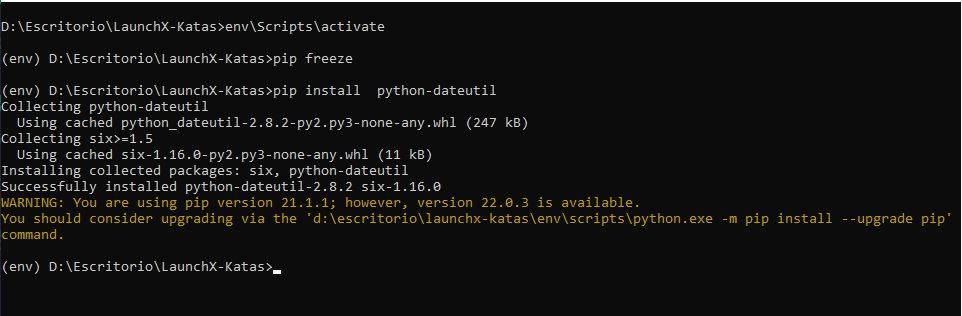 D:\Escritorio\LaunchX-Katas>env\Scripts\activate
(env) D:\Escritorio\LaunchX-Katas>pip freeze
(env) D:\Escritorio\LaunchX-Katas>pip install  python-dateutil
Collecting python-dateutil
  Using cached python_dateutil-2.8.2-py2.py3-none-any.whl (247 kB)
Collecting six>=1.5
  Using cached six-1.16.0-py2.py3-none-any.whl (11 kB)
Installing collected packages: six, python-dateutil
Successfully installed python-dateutil-2.8.2 six-1.16.0
WARNING: You are using pip version 21.1.1; however, version 22.0.3 is available.
You should consider upgrading via the 'd:\escritorio\launchx-katas\env\scripts\python.exe -m pip install --upgrade pip'
command.
(env) D:\Escritorio\LaunchX-Katas>